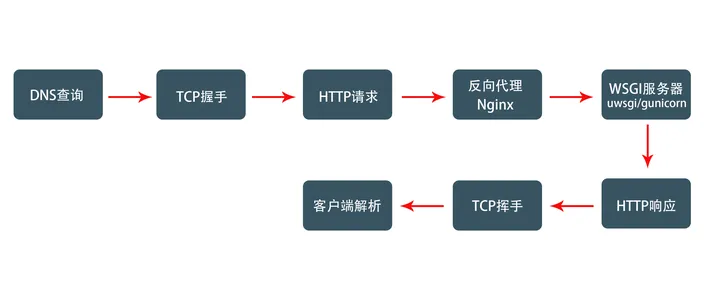 DNS查询
TCP握手
HTTP请求
反向代理
Nginx
WSGI服务器
uwsgi/gunicorn
HTTP响应
TCP挥手
客户端解析